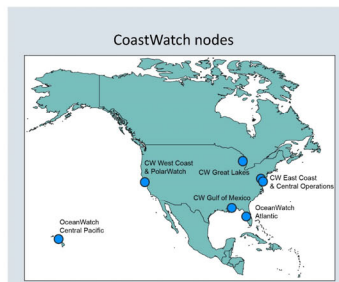 CoastWatch nodes
CW West Coast
& PolarWatch
CW Great Lakes
CW East Coast
& Central Operations
CW Gulf of Mexico
OceanWatch
Atlantic
OceanWatch
Central Pacific